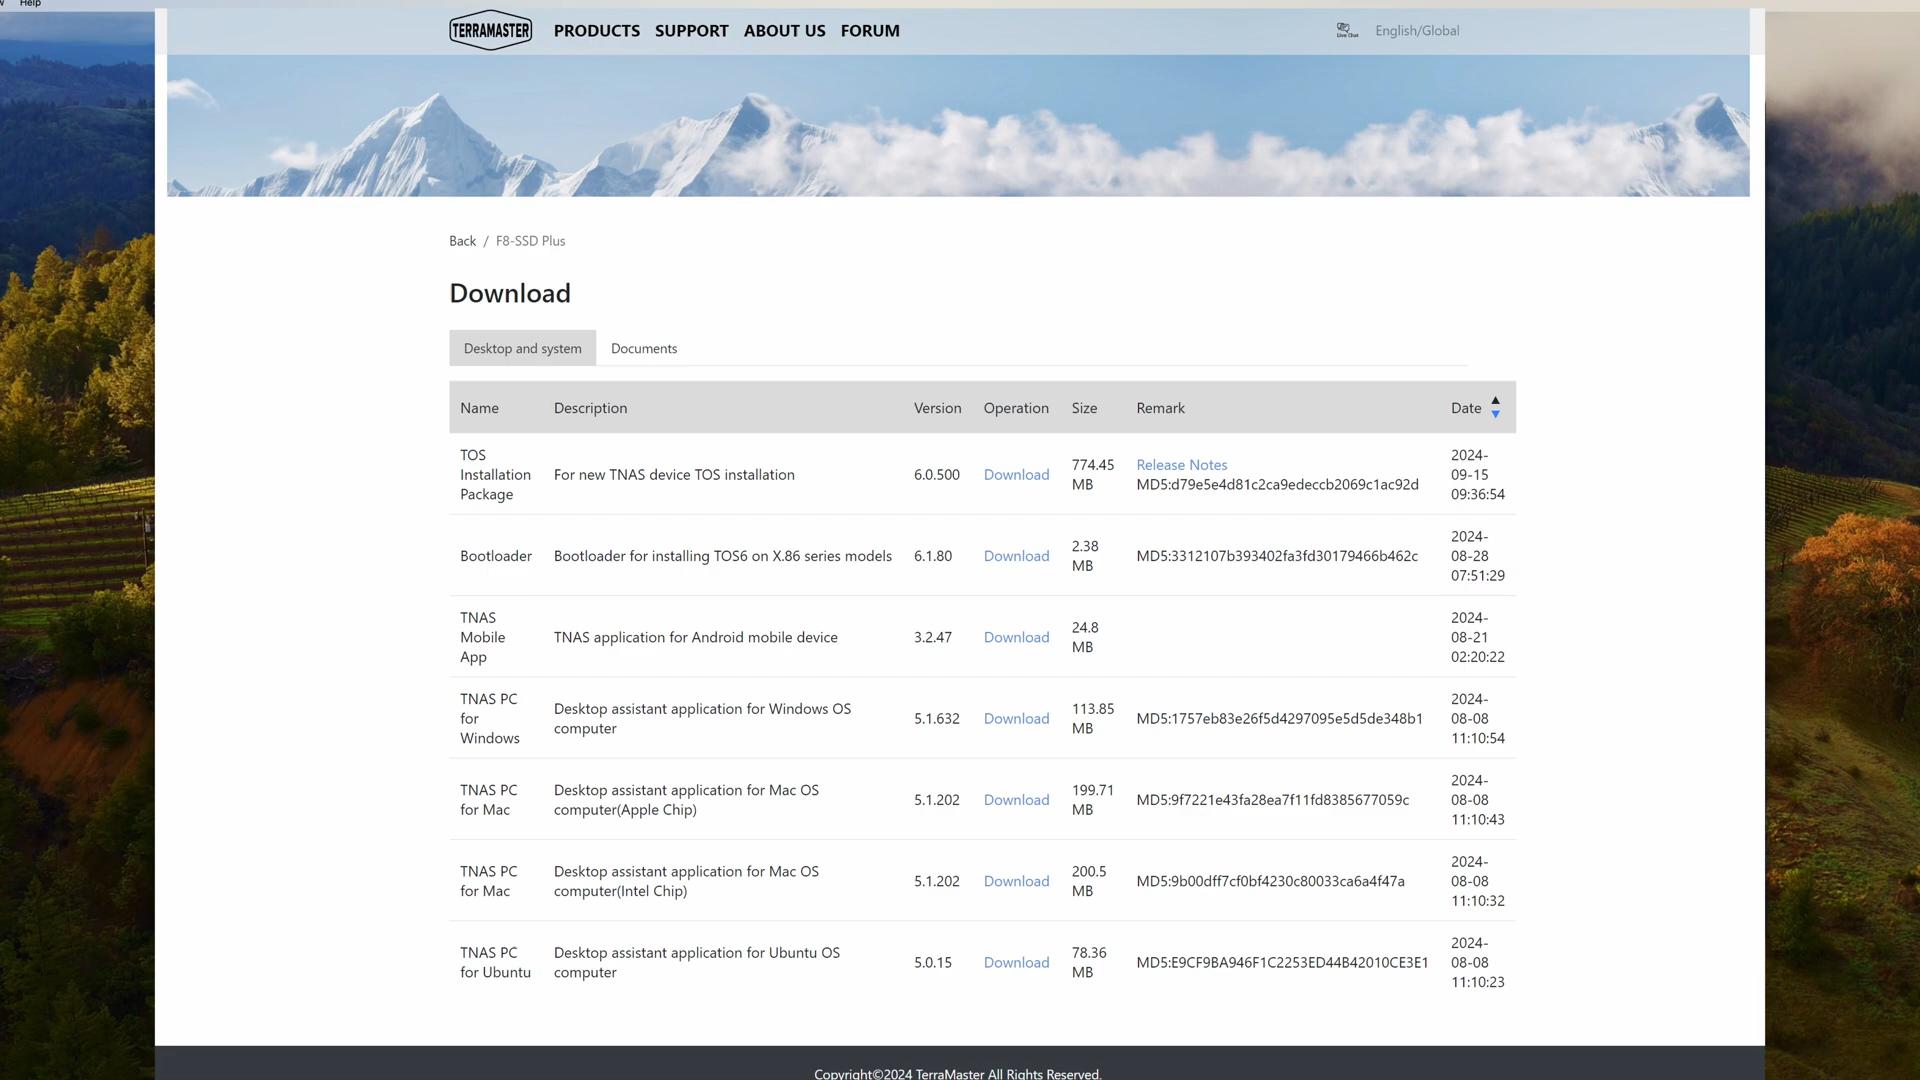 Help
TERRAMASTER PRODUCTS SUPPORT ABOUT US FORUM Live Chat English/Global
Back / F8-SSD Plus
Download
Desktop and system Documents
Name Description Version Operation Size Remark Date
TOS
Installation
Package
For new TNAS device TOS installation
6.0.500
Download
774.45
MB
Release Notes
MD5:d79e5e4d81c2ca9edeccb2069c1ac92d
2024-
09-15
09:36:54
Bootloader
Bootloader for installing TOS6 on X.86 series models
6.1.80
Download
2.38
MB
MD5:3312107b393402fa3fd30179466b462c
2024-
08-28
07:51:29
TNAS
Mobile
App
TNAS application for Android mobile device
3.2.47
Download
24.8
MB
2024-
08-21
02:20:22
TNAS PC
for
Windows
Desktop assistant application for Windows OS
computer
5.1.632
Download
113.85
MB
MD5:1757eb83e26f5d4297095e5d5de348b1
2024-
08-08
11:10:54
TNAS PC
for Mac
Desktop assistant application for Mac OS
computer(Apple Chip)
5.1.202
Download
199.71
MB
MD5:9f7221e43fa28ea7f11fd8385677059c
2024-
08-08
11:10:43
TNAS PC
for Mac
Desktop assistant application for Mac OS
computer(Intel Chip)
5.1.202
Download
200.5
MB
MD5:9b00dff7cf0bf4230c80033ca6a4f47a
2024-
08-08
11:10:32
TNAS PC
for Ubuntu
Desktop assistant application for Ubuntu OS
computer
5.0.15
Download
78.36
MB
MD5:E9CF9BA946F1C2253ED44B42010CE3E1
2024-
08-08
11:10:23
Copyright©2024 TerraMaster All Rights Reserved.